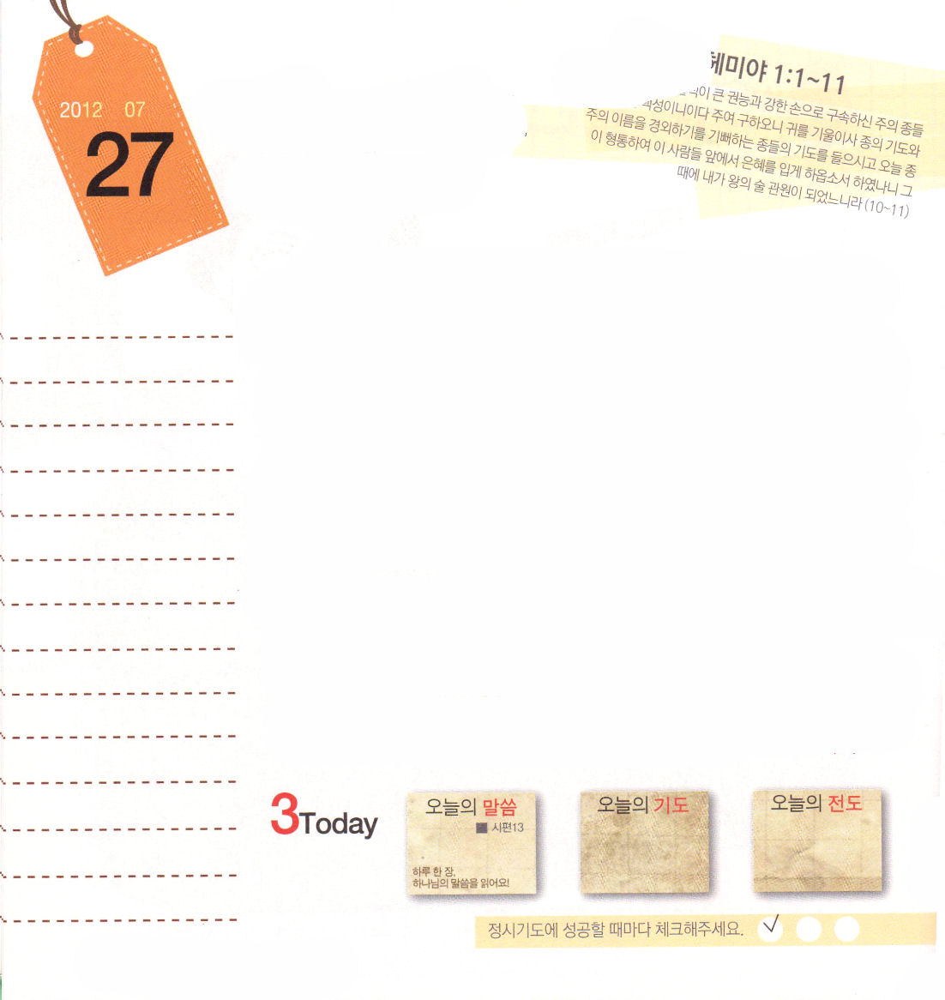 2012 07
27
헤미야 1:1~11
이 큰 권능과 강한 손으로 구속하신 주의 종들
백성이니이다 주여 구하오니 귀를 기울이사 종의 기도와
주의 이름을 경외하기를 기뻐하는 종들의 기도를 들으시고 오늘 종
이 형통하여 이 사람들 앞에서 은혜를 입게 하옵소서 하였나니 그
때에 내가 왕의 술 관원이 되었느니라 (10~11)
3Today
오늘의 말씀
시편13
하루 한 장,
하나님의 말씀을 읽어요!
오늘의 기도
오늘의 전도
정시기도에 성공할 때마다 체크해주세요.